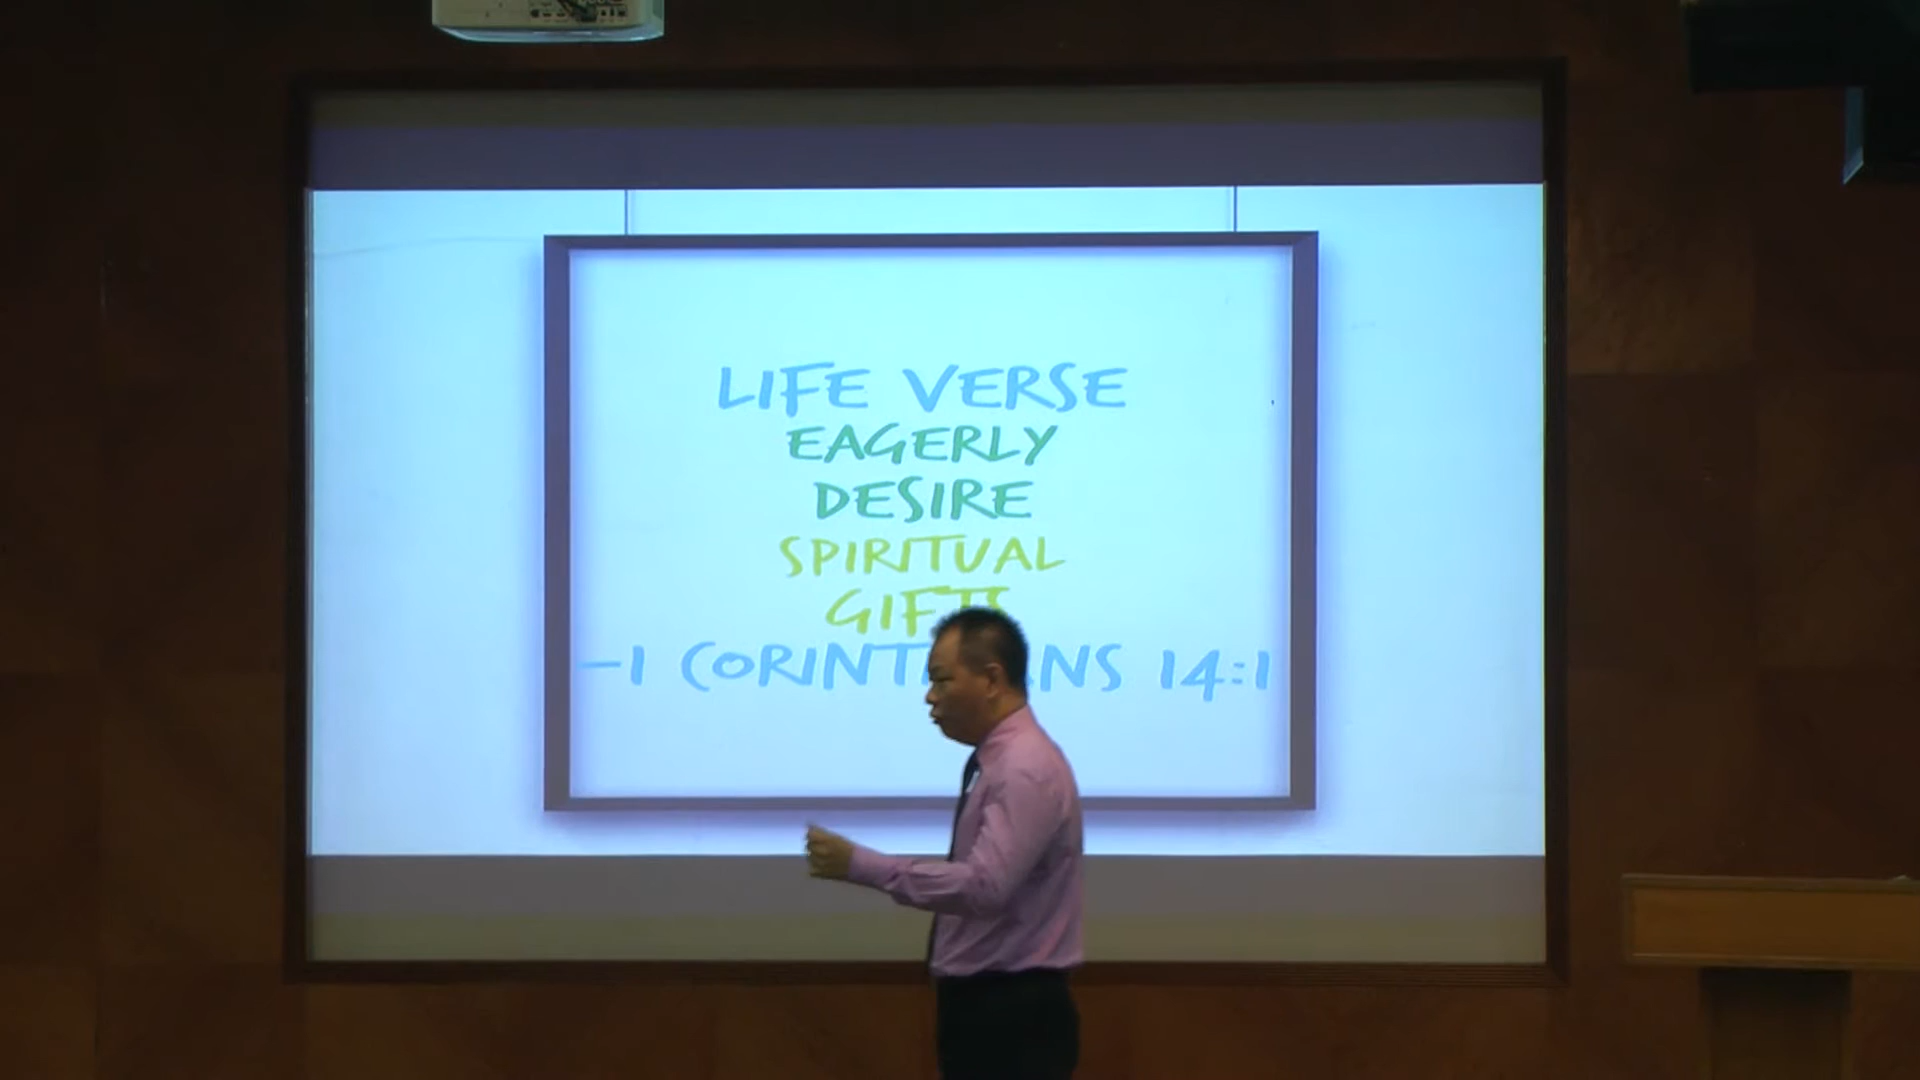 LIFE VERSE
EAGERLY
DESIRE
SPIRITUAL
GIFTS
–1 14:1